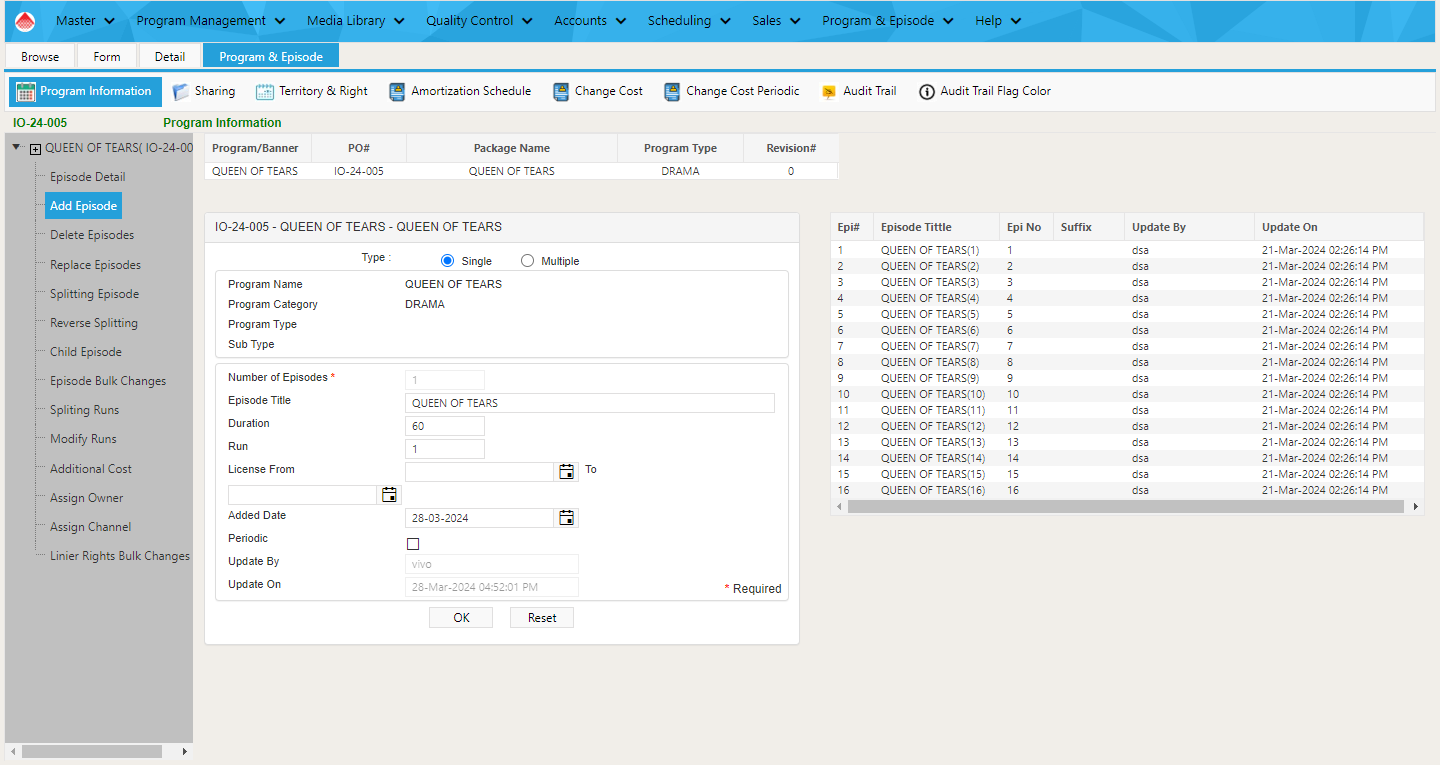 Master Program Management Media Library Quality Control Accounts Scheduling Sales Program & Episode Help
Browse Form Detail Program & Episode
Program Information Sharing Territory & Right Amortization Schedule Change Cost Change Cost Periodic Audit Trail Audit Trail Flag Color
IO-24-005 Program Information
QUEEN OF TEARS( IO-24-00
Episode Detail
Add Episode
Delete Episodes
Replace Episodes
Splitting Episode
Reverse Splitting
Child Episode
Episode Bulk Changes
Spliting Runs
Modify Runs
Additional Cost
Assign Owner
Assign Channel
Linier Rights Bulk Changes
Program/Banner PO# Package Name Program Type Revision#
QUEEN OF TEARS IO-24-005 QUEEN OF TEARS DRAMA 0
IO-24-005 - QUEEN OF TEARS - QUEEN OF TEARS
Type : Single Multiple
Program Name QUEEN OF TEARS
Program Category DRAMA
Program Type
Sub Type
Number of Episodes * 1
Episode Title QUEEN OF TEARS
Duration 60
Run 1
License From To
Added Date 28-03-2024
Periodic
Update By vivo
Update On 28-Mar-2024 04:52:01 PM
* Required
OK Reset
Epi# Episode Tittle Epi No Suffix Update By Update On
1 QUEEN OF TEARS(1) 1 dsa 21-Mar-2024 02:26:14 PM
2 QUEEN OF TEARS(2) 2 dsa 21-Mar-2024 02:26:14 PM
3 QUEEN OF TEARS(3) 3 dsa 21-Mar-2024 02:26:14 PM
4 QUEEN OF TEARS(4) 4 dsa 21-Mar-2024 02:26:14 PM
5 QUEEN OF TEARS(5) 5 dsa 21-Mar-2024 02:26:14 PM
6 QUEEN OF TEARS(6) 6 dsa 21-Mar-2024 02:26:14 PM
7 QUEEN OF TEARS(7) 7 dsa 21-Mar-2024 02:26:14 PM
8 QUEEN OF TEARS(8) 8 dsa 21-Mar-2024 02:26:14 PM
9 QUEEN OF TEARS(9) 9 dsa 21-Mar-2024 02:26:14 PM
10 QUEEN OF TEARS(10) 10 dsa 21-Mar-2024 02:26:14 PM
11 QUEEN OF TEARS(11) 11 dsa 21-Mar-2024 02:26:14 PM
12 QUEEN OF TEARS(12) 12 dsa 21-Mar-2024 02:26:14 PM
13 QUEEN OF TEARS(13) 13 dsa 21-Mar-2024 02:26:14 PM
14 QUEEN OF TEARS(14) 14 dsa 21-Mar-2024 02:26:14 PM
15 QUEEN OF TEARS(15) 15 dsa 21-Mar-2024 02:26:14 PM
16 QUEEN OF TEARS(16) 16 dsa 21-Mar-2024 02:26:14 PM